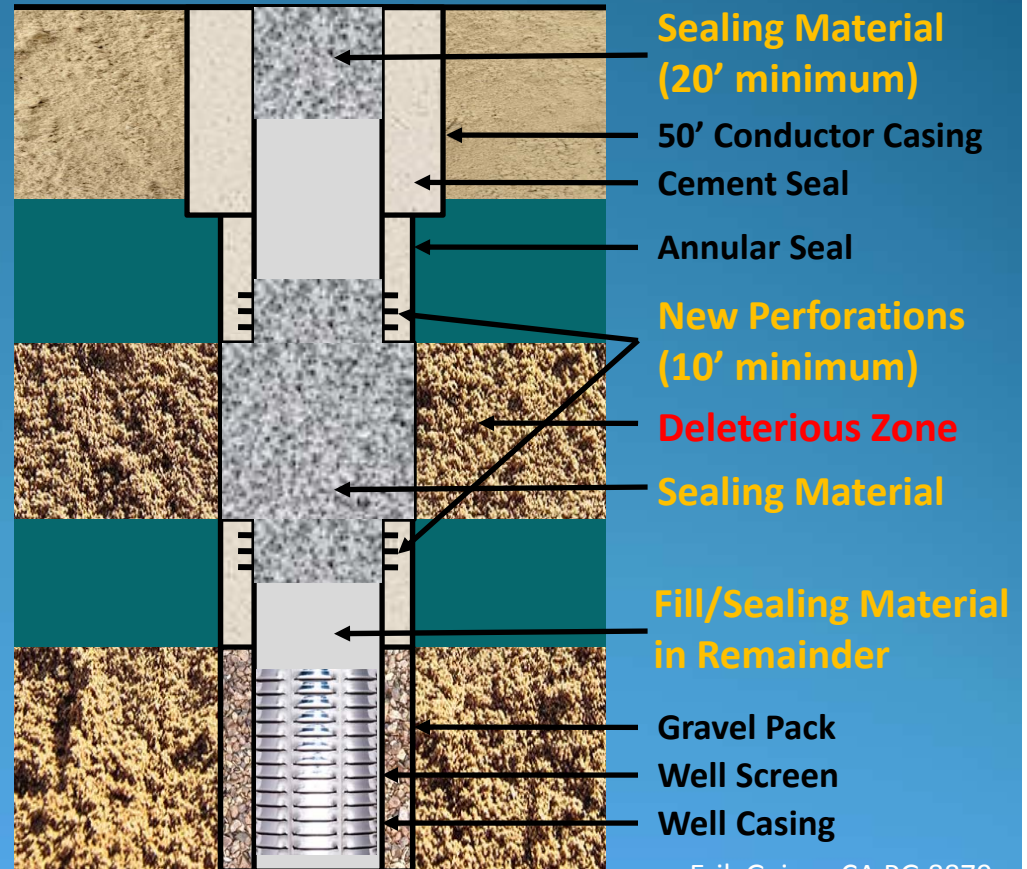 Sealing Material
(20’ minimum)
50’ Conductor Casing
Cement Seal
Annular Seal
New Perforations
(10’ minimum)
Deleterious Zone
Sealing Material
Fill/Sealing Material
in Remainder
Gravel Pack
Well Screen
Well Casing